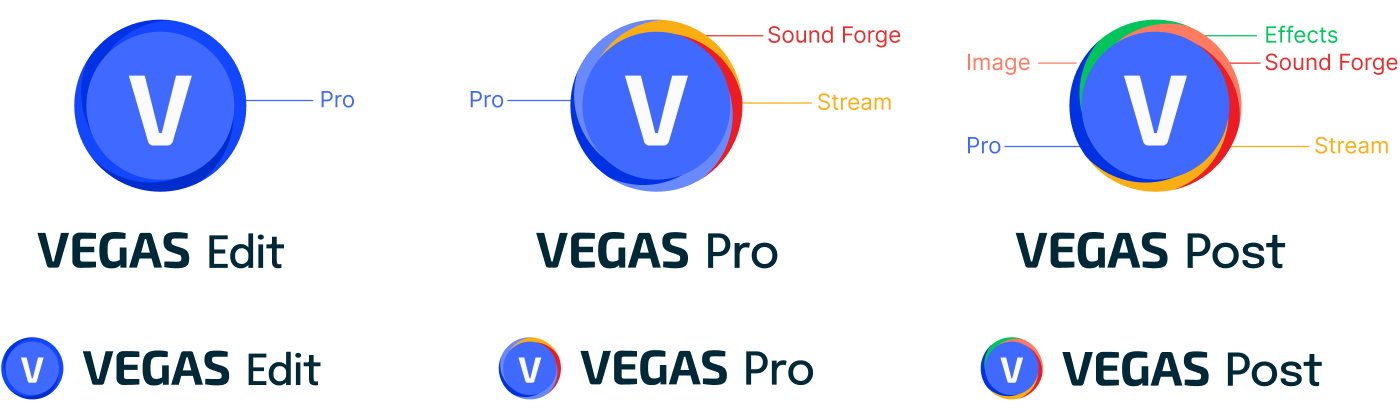 V
Pro
VEGAS Edit
V
Sound Forge
Pro
Stream
VEGAS Pro
V
Effects
Image
Sound Forge
Pro
Stream
VEGAS Post
V VEGAS Edit
V VEGAS Pro
V VEGAS Post